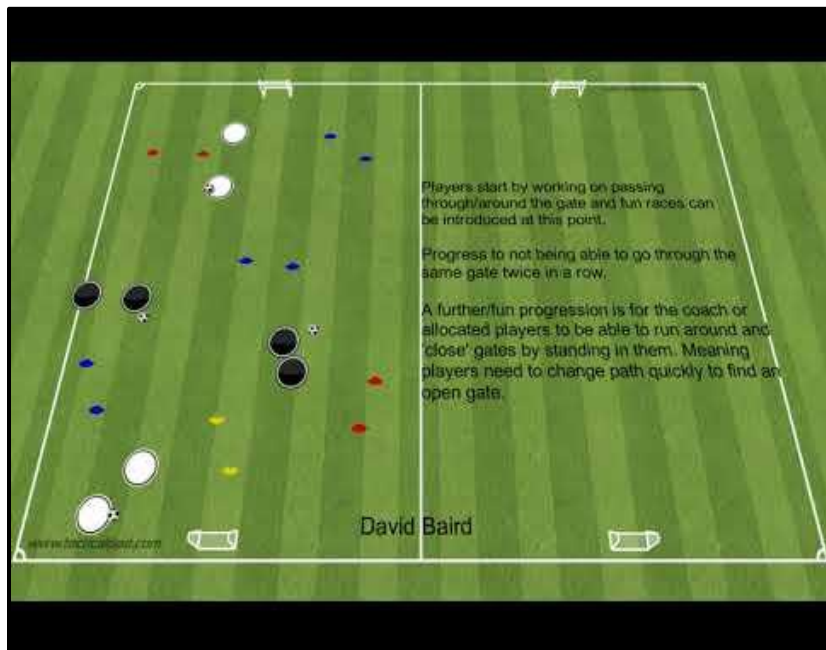 Players start by working on passing
through/around the gate and fun races can
be introduced at this point.
Progress to not being able to go through the
same gate twice in a row.
A further/fun progression is for the coach or
allocated players to be able to run around and
'close' gates by standing in them. Meaning
players need to change path quickly to find an
open gate.
David Baird
www.tacticalpad.com